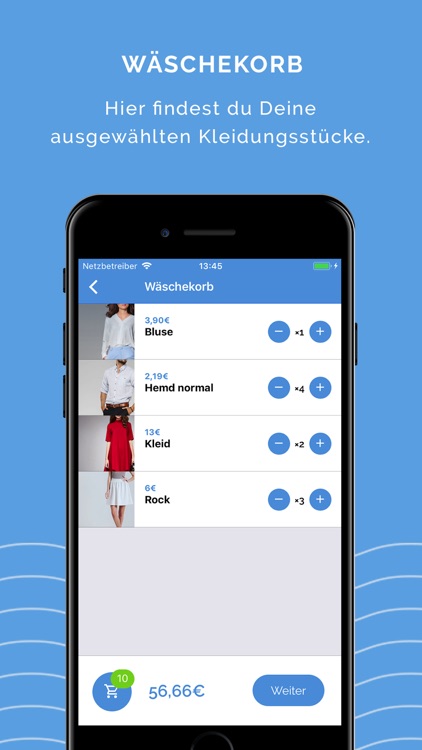 WÄSCHEKORB
Hier findest du Deine
ausgewählten Kleidungsstücke.
Netzbetreiber 13:45
Wäschekorb
3,90€
Bluse
×1
2,19€
Hemd normal
×4
13€
Kleid
×2
6€
Rock
×3
10
56,66€
Weiter